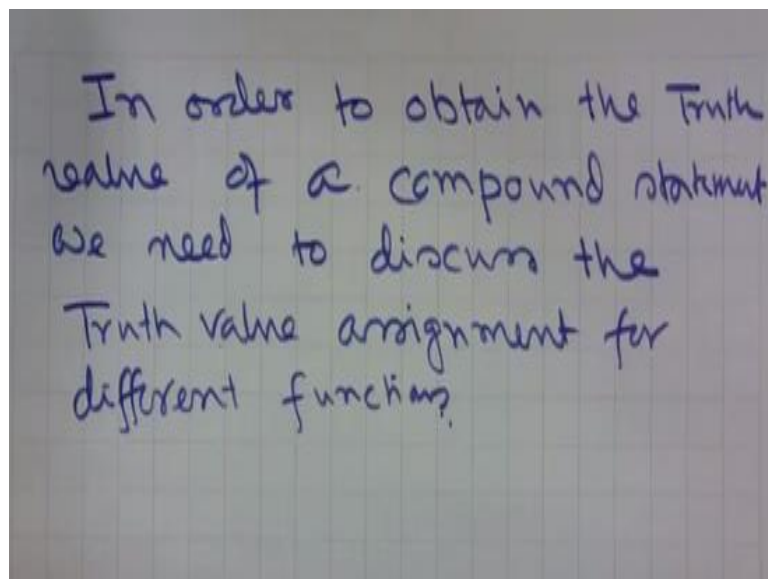 In order to obtain the Truth
value of a compound statement
we need to discuss the
Truth value assignment for
different functions.